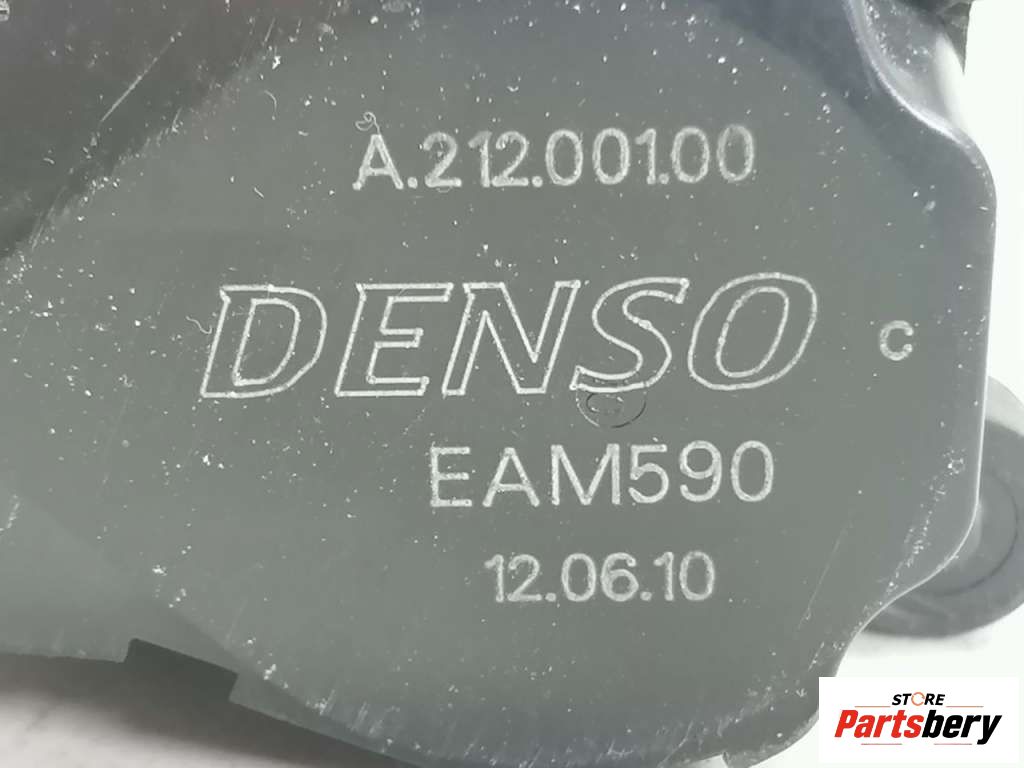 A.212.001.00
DENSO
C
EAM590
12.06.10
STORE
Partsbery